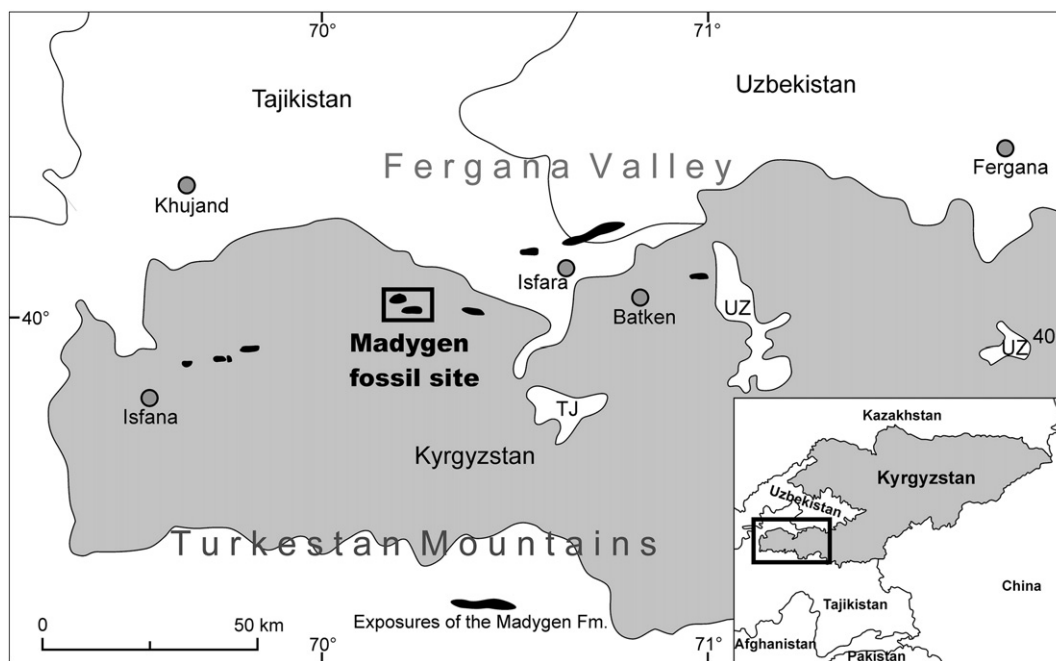 70°
71°
Tajikistan
Uzbekistan
Fergana Valley
Fergana
Khujand
Isfara
Batken
UZ
40°
40
UZ
Madygen
fossil site
Isfana
TJ
Kyrgyzstan
Turkestan Mountains
Exposures of the Madygen Fm.
0
50 km
70°
71°
Kazakhstan
Kyrgyzstan
Uzbekistan
China
Tajikistan
Afghanistan
Pakistan